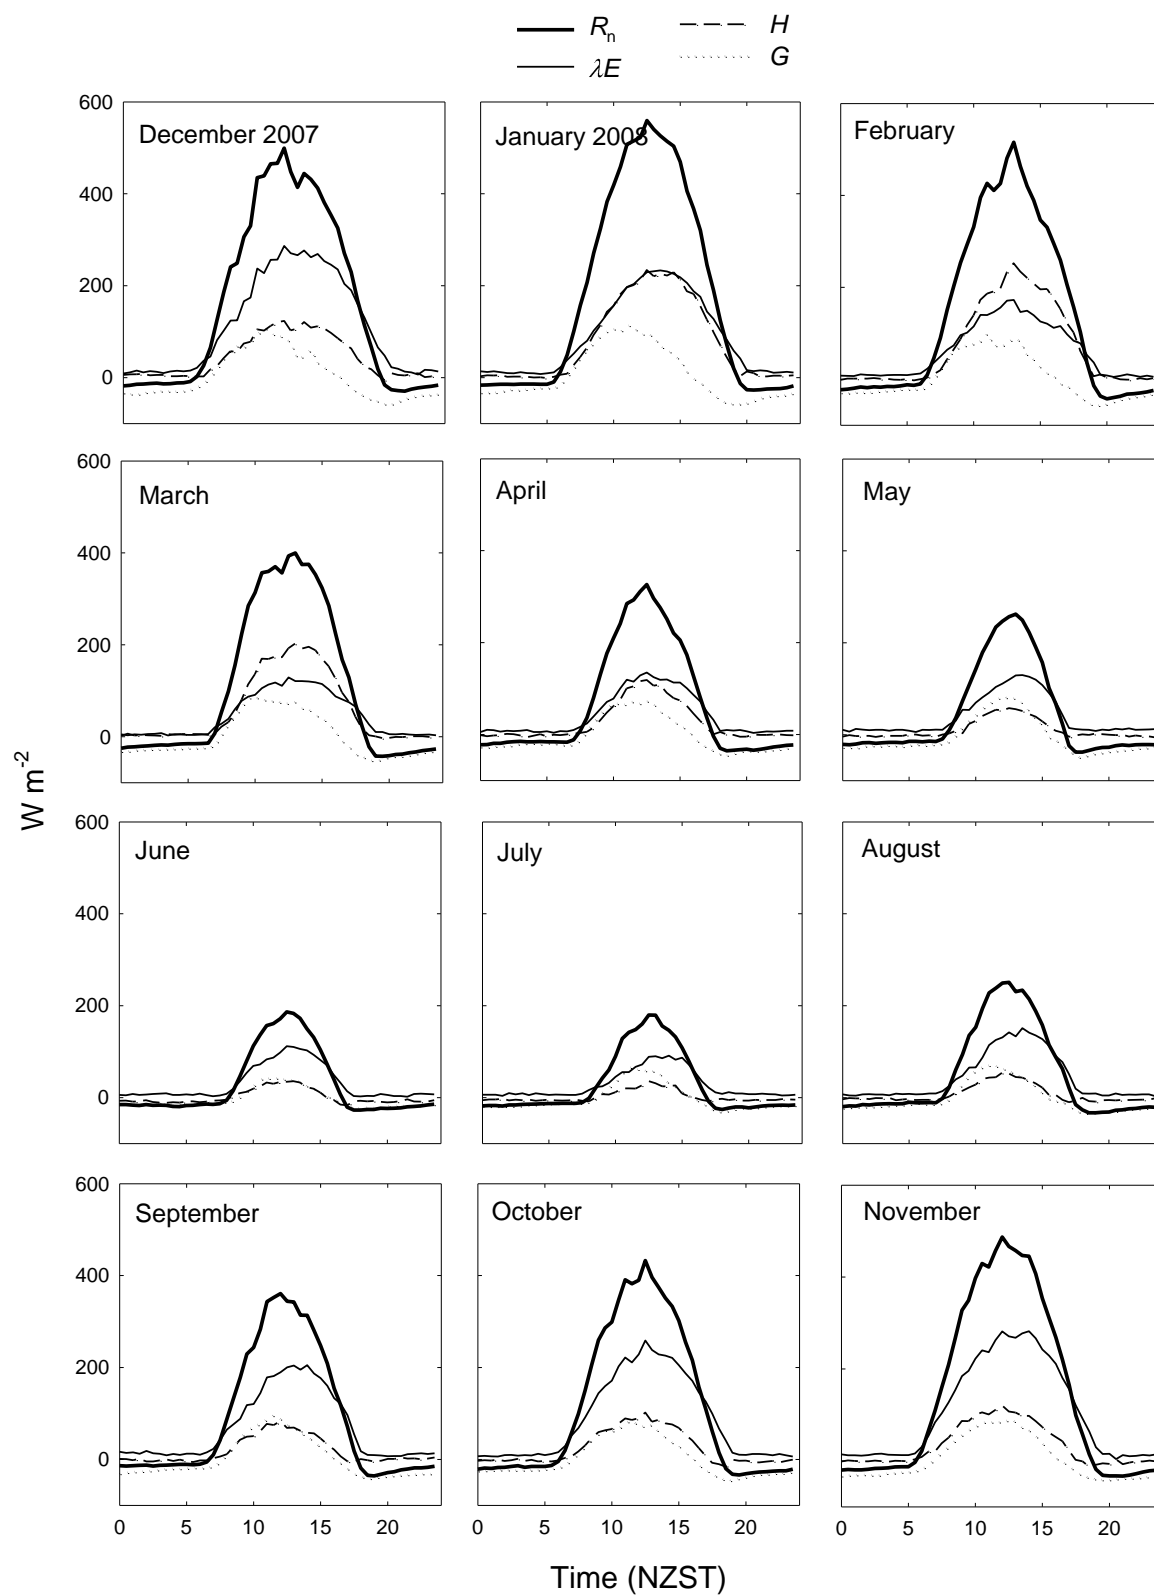 Rn H
λE G
600
December 2007 January 2008 February
400
200
0
600
March April May
400
200
0
W m-2
600
June July August
400
200
0
600
September October November
400
200
0
0 5 10 15 20 0 5 10 15 20 0 5 10 15 20
Time (NZST)